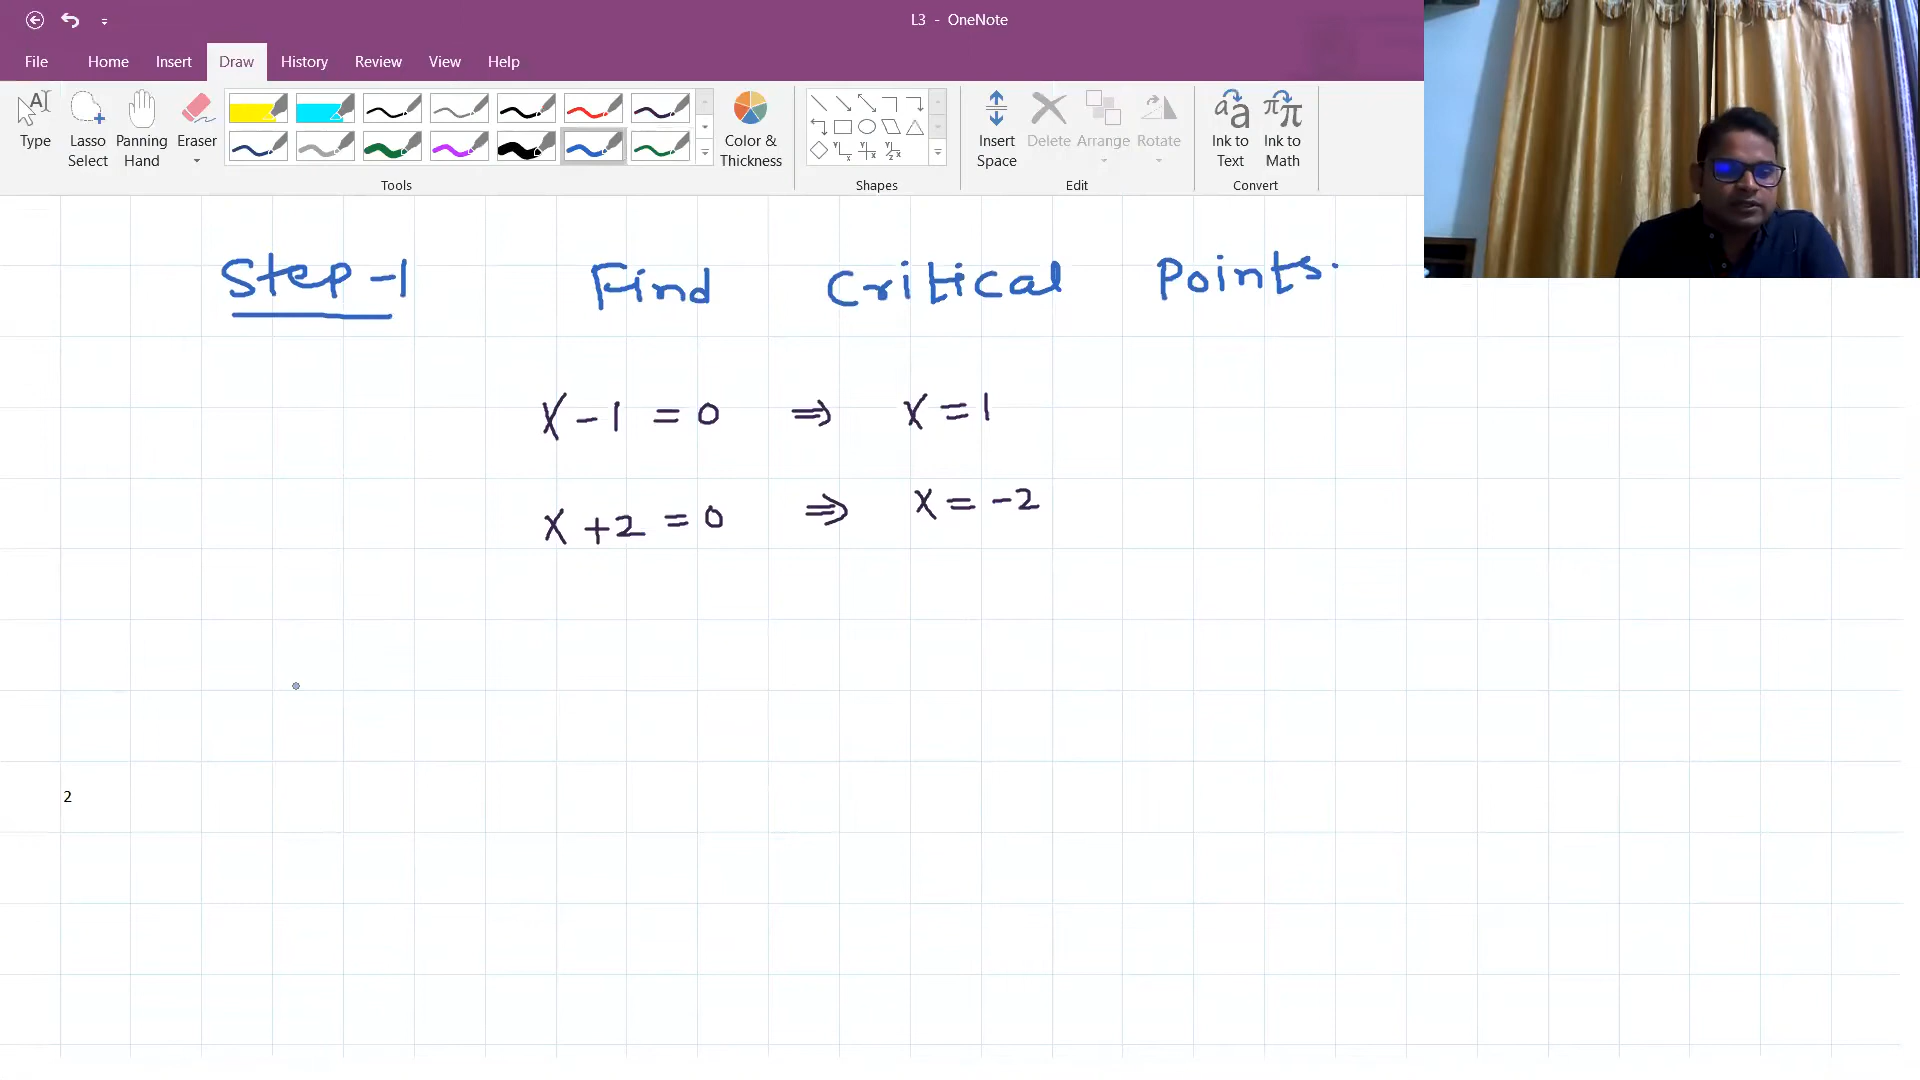 L3 - OneNote
File Home Insert Draw History Review View Help
Type
Lasso Select
Panning Hand
Eraser
Color & Thickness
Insert Space
Delete
Arrange
Rotate
Ink to Text
Ink to Math
Tools Shapes Edit Convert
Step-1 Find Critical Points.
x - 1 = 0 ⇒ x = 1
x + 2 = 0 ⇒ x = -2
2